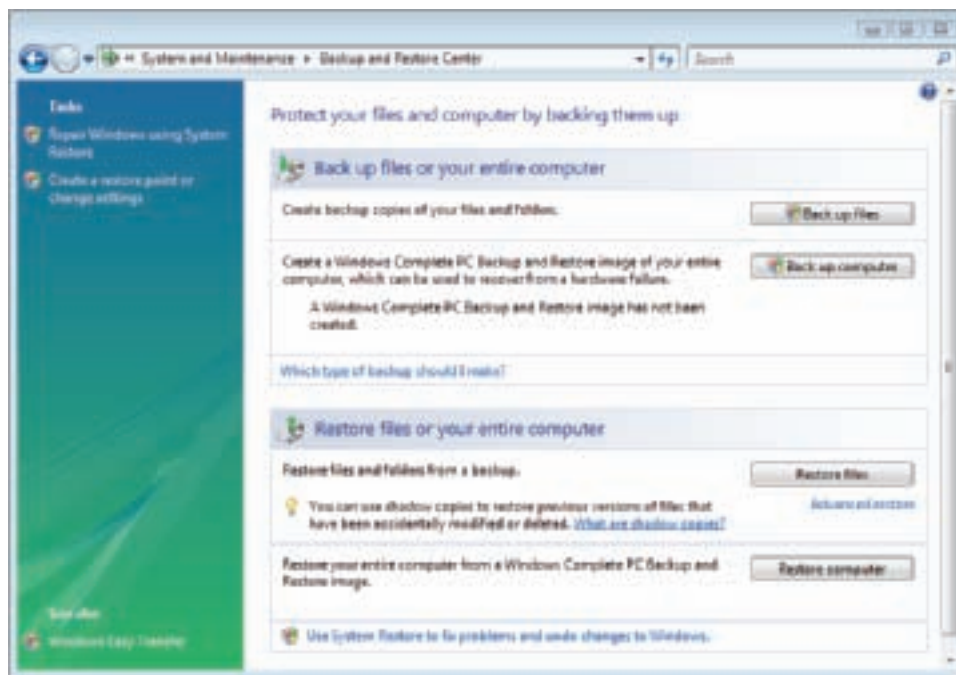 System and Maintenance ▸ Backup and Restore Center
Search
Tasks
Repair Windows using System
Restore
Create a restore point or
change settings
Protect your files and computer by backing them up
Back up files or your entire computer
Create backup copies of your files and folders.
Back up files
Create a Windows Complete PC Backup and Restore image of your entire
computer, which can be used to recover from a hardware failure.
Back up computer
A Windows Complete PC Backup and Restore image has not been
created.
Which type of backup should I make?
Restore files or your entire computer
Restore files and folders from a backup.
Restore files
Advanced restore
You can use shadow copies to restore previous versions of files that
have been accidentally modified or deleted. What are shadow copies?
Restore your entire computer from a Windows Complete PC Backup and
Restore image.
Restore computer
Use System Restore to fix problems and undo changes to Windows.
See also
Windows Easy Transfer